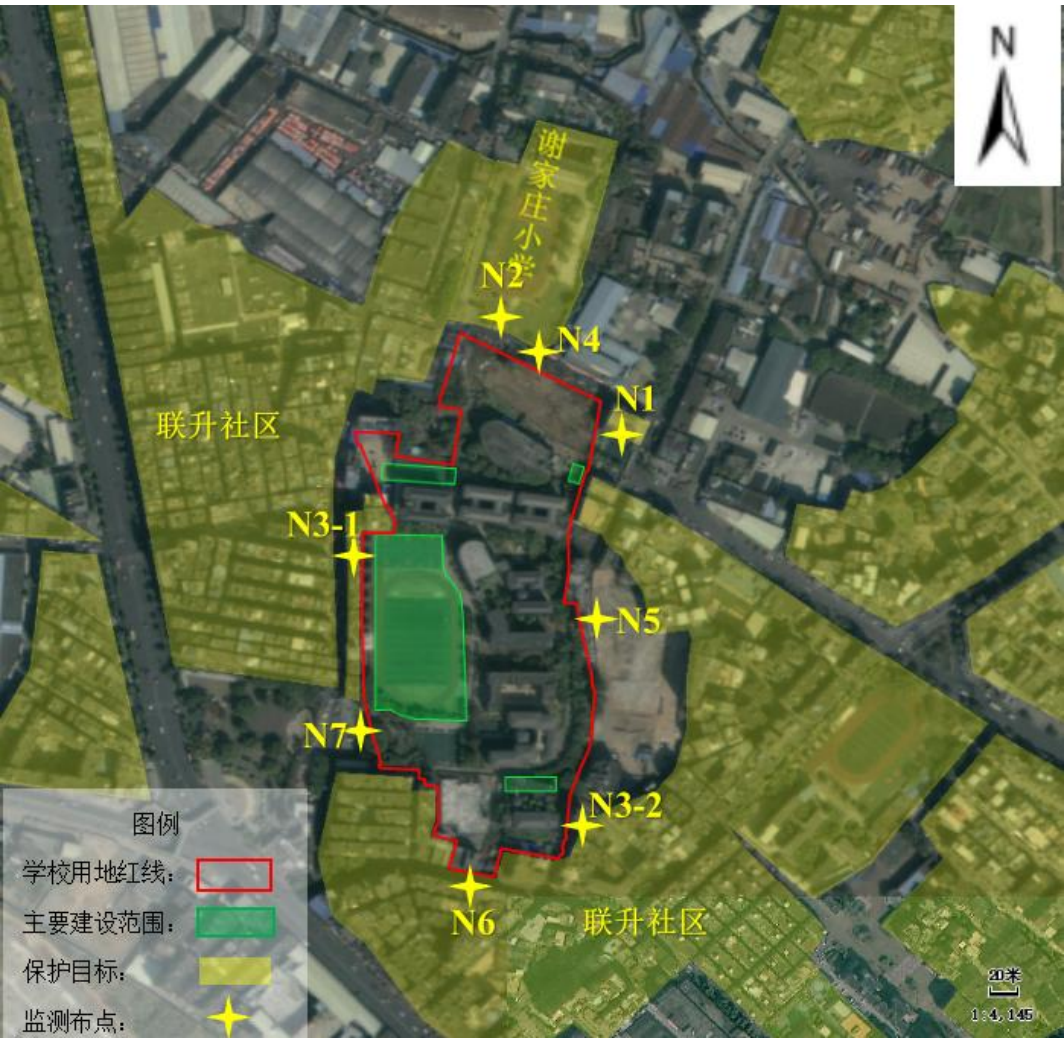 N
谢家庄小学
N2
N4
N1
联升社区
N3-1
N5
N7
N3-2
N6
联升社区
图例
学校用地红线：
主要建设范围：
保护目标：
监测布点：
20米
1:4,145